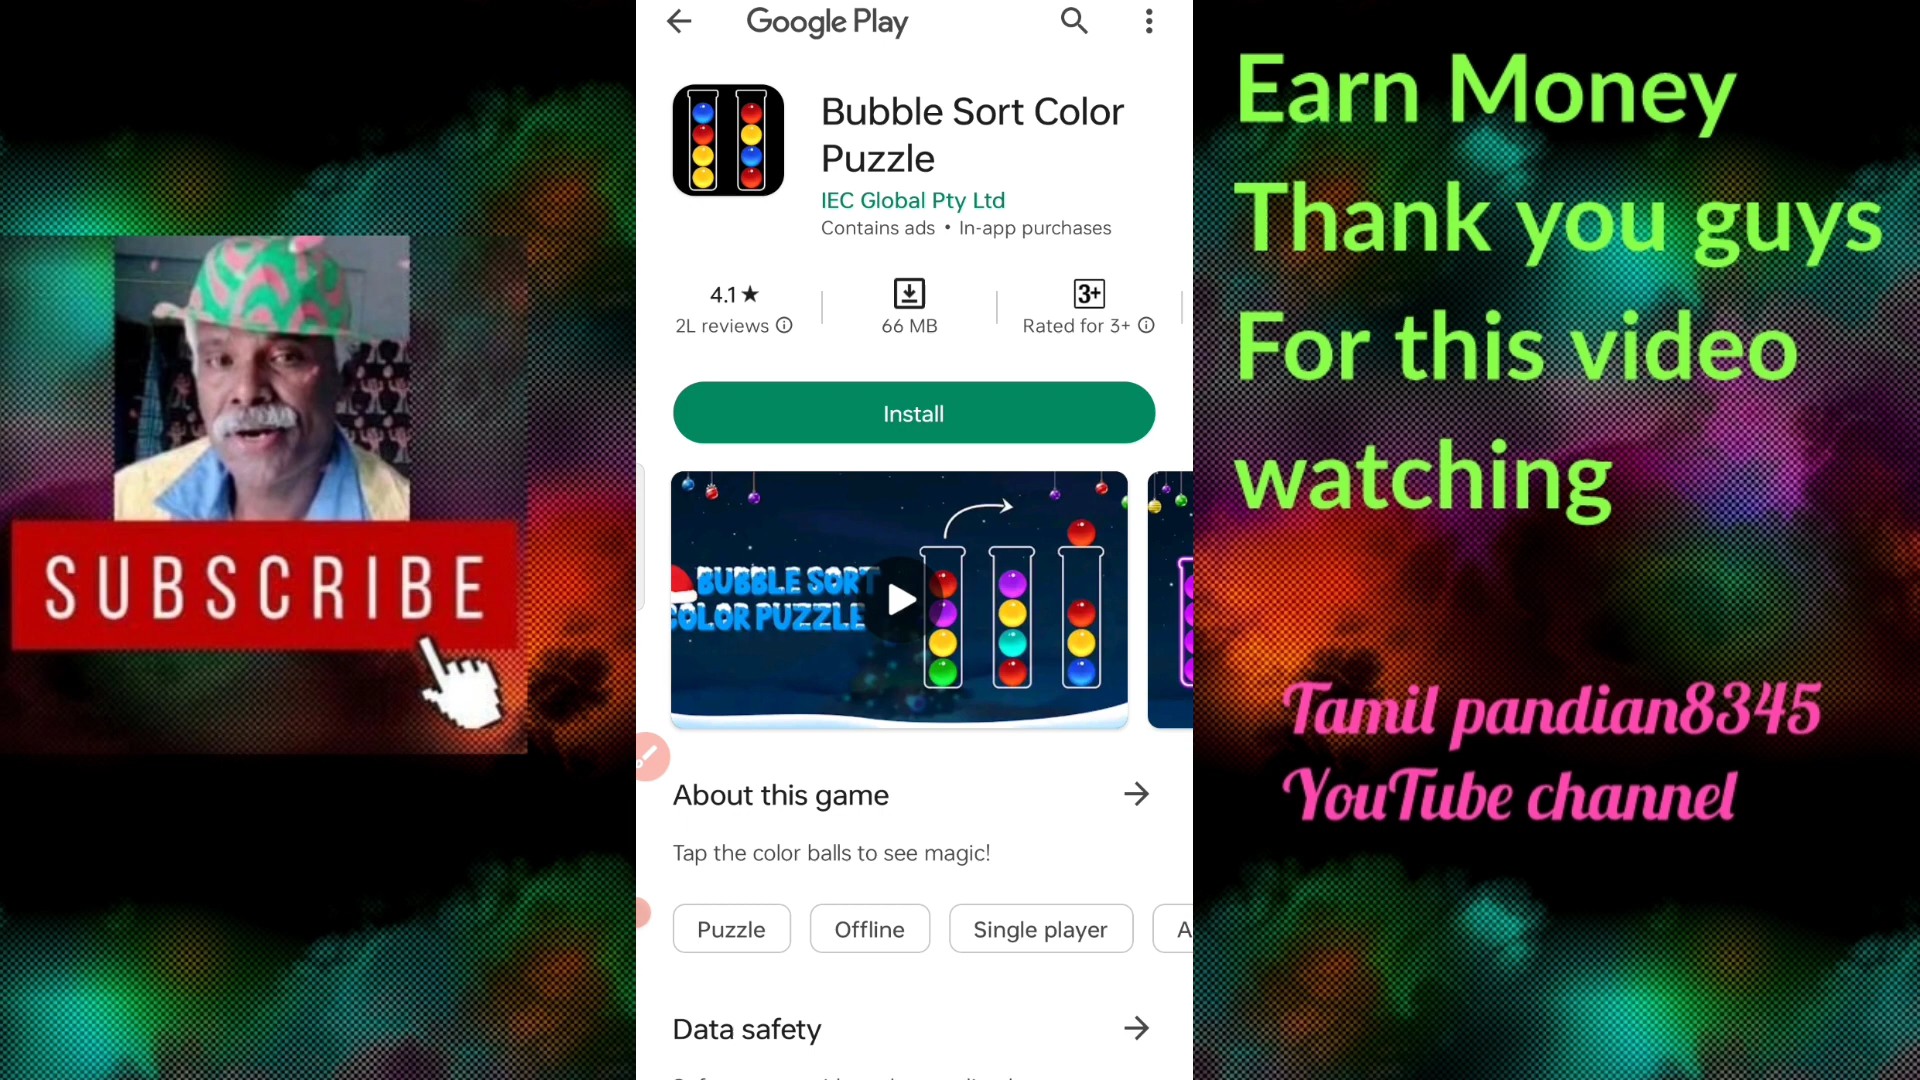 Google Play
Bubble Sort Color
Puzzle
IEC Global Pty Ltd
Contains ads • In-app purchases
4.1★
2L reviews
66 MB
3+
Rated for 3+
Install
BUBBLE SORT
COLOR PUZZLE
About this game
Tap the color balls to see magic!
Puzzle
Offline
Single player
A
Data safety
SUBSCRIBE
Earn Money
Thank you guys
For this video
watching
Tamil pandian8345
YouTube channel